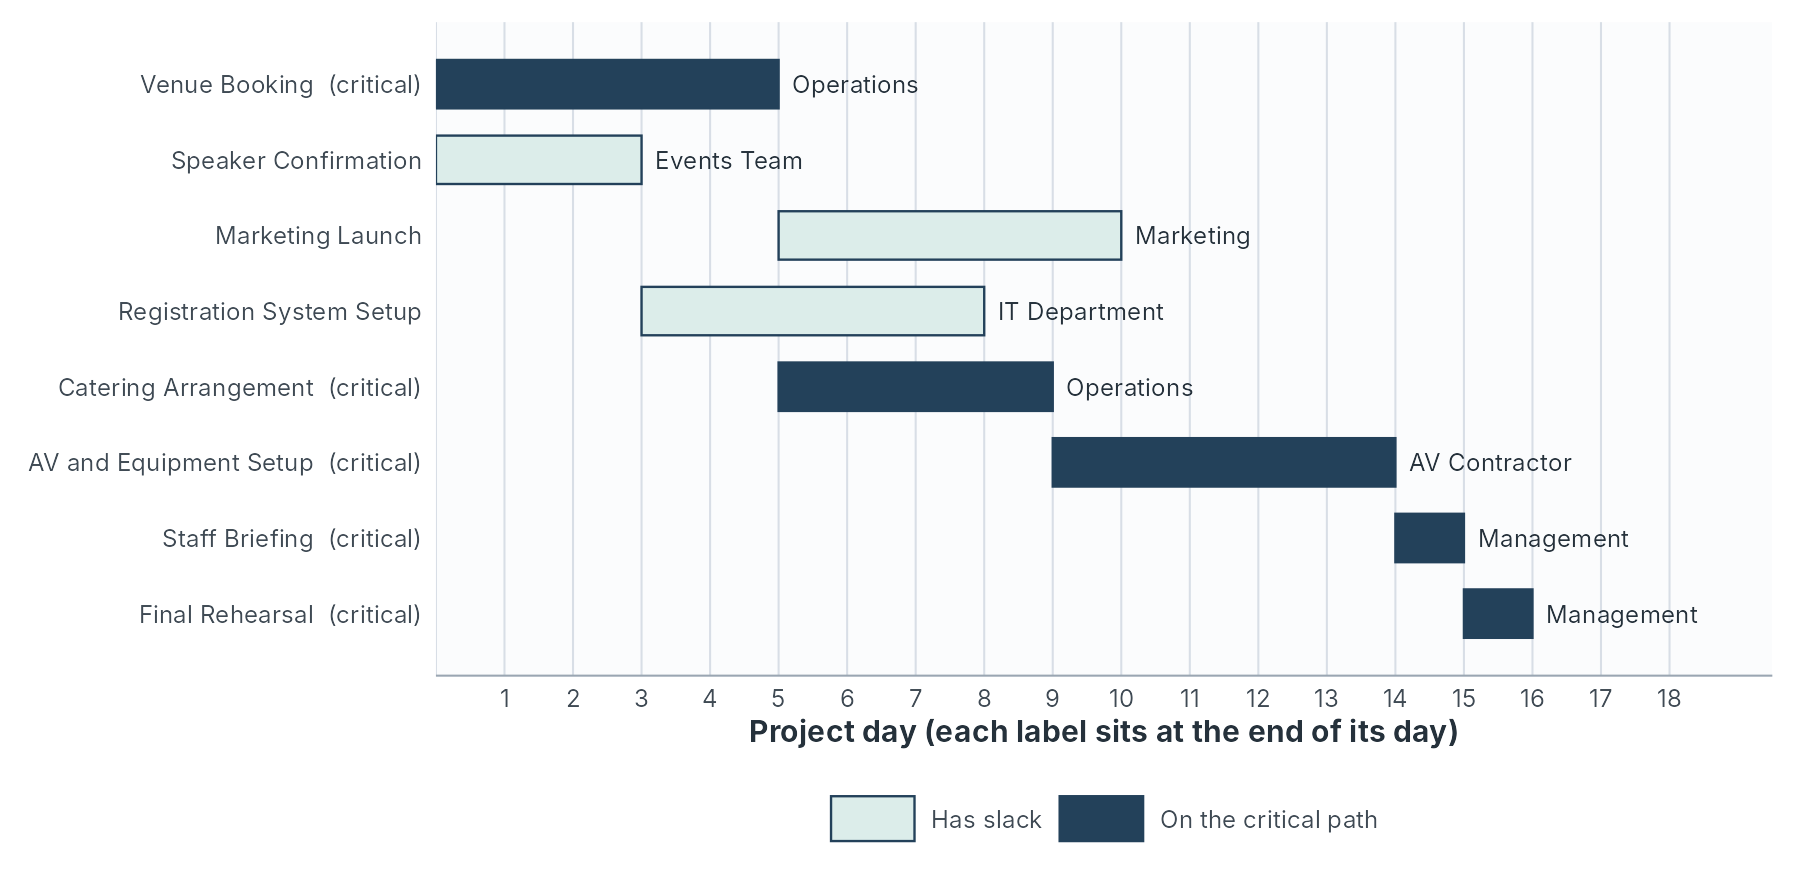 Venue Booking (critical) Operations
Speaker Confirmation Events Team
Marketing Launch Marketing
Registration System Setup IT Department
Catering Arrangement (critical) Operations
AV and Equipment Setup (critical) AV Contractor
Staff Briefing (critical) Management
Final Rehearsal (critical) Management
1 2 3 4 5 6 7 8 9 10 11 12 13 14 15 16 17 18
Project day (each label sits at the end of its day)
Has slack On the critical path